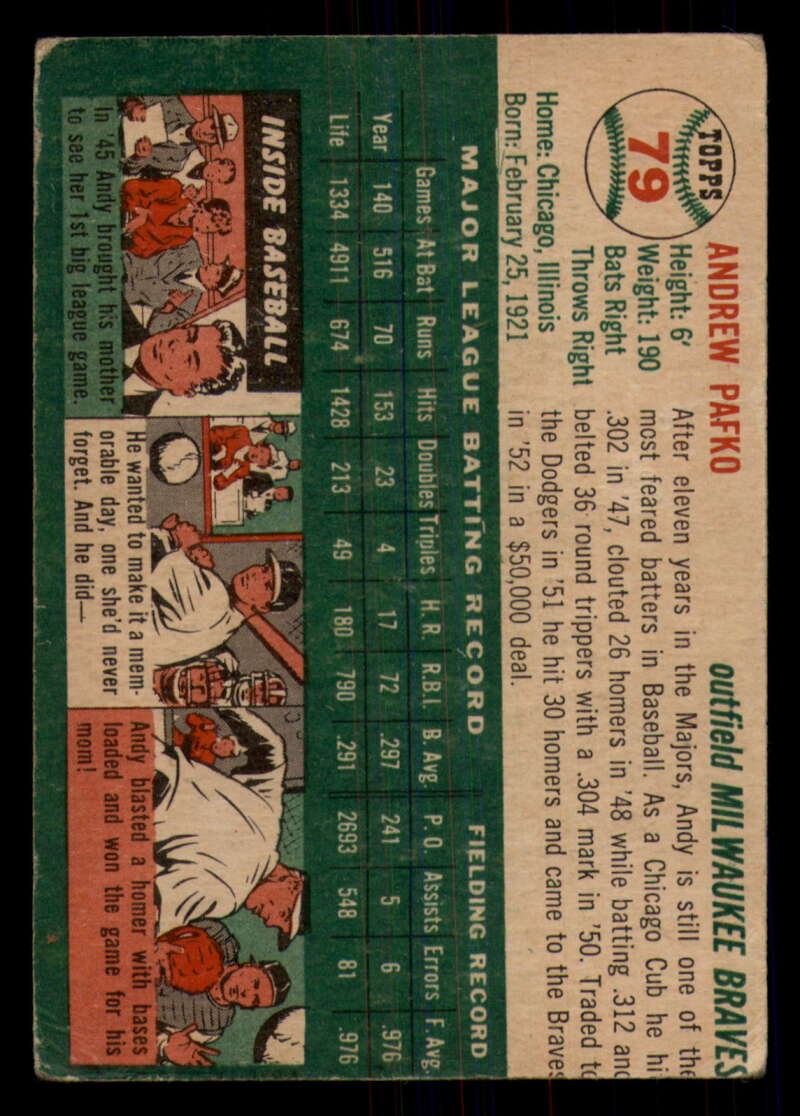 TOPPS
79
ANDREW PAFKO
outfield MILWAUKEE BRAVES
Height: 6'
Weight: 190
Bats Right
Throws Right
Home: Chicago, Illinois
Born: February 25, 1921
After eleven years in the Majors, Andy is still one of the
most feared batters in Baseball. As a Chicago Cub he hi
.302 in '47, clouted 26 homers in '48 while batting .312 and
belted 36 round trippers with a .304 mark in '50. Traded to
the Dodgers in '51 he hit 30 homers and came to the Braves
in '52 in a $50,000 deal.
MAJOR LEAGUE BATTING RECORD FIELDING RECORD
Games At Bat Runs Hits Doubles Triples H. R. R.B.I. B. Avg. P. O. Assists Errors F. Avg.
Year 140 516 70 153 23 4 17 72 .297 241 5 6 .976
Life 1334 4911 674 1428 213 49 180 790 .291 2693 548 81 .976
INSIDE BASEBALL
In '45 Andy brought his mother
to see her 1st big league game.
He wanted to make it a mem-
orable day, one she'd never
forget. And he did—
Andy blasted a homer with bases
loaded and won the game for his
mom!